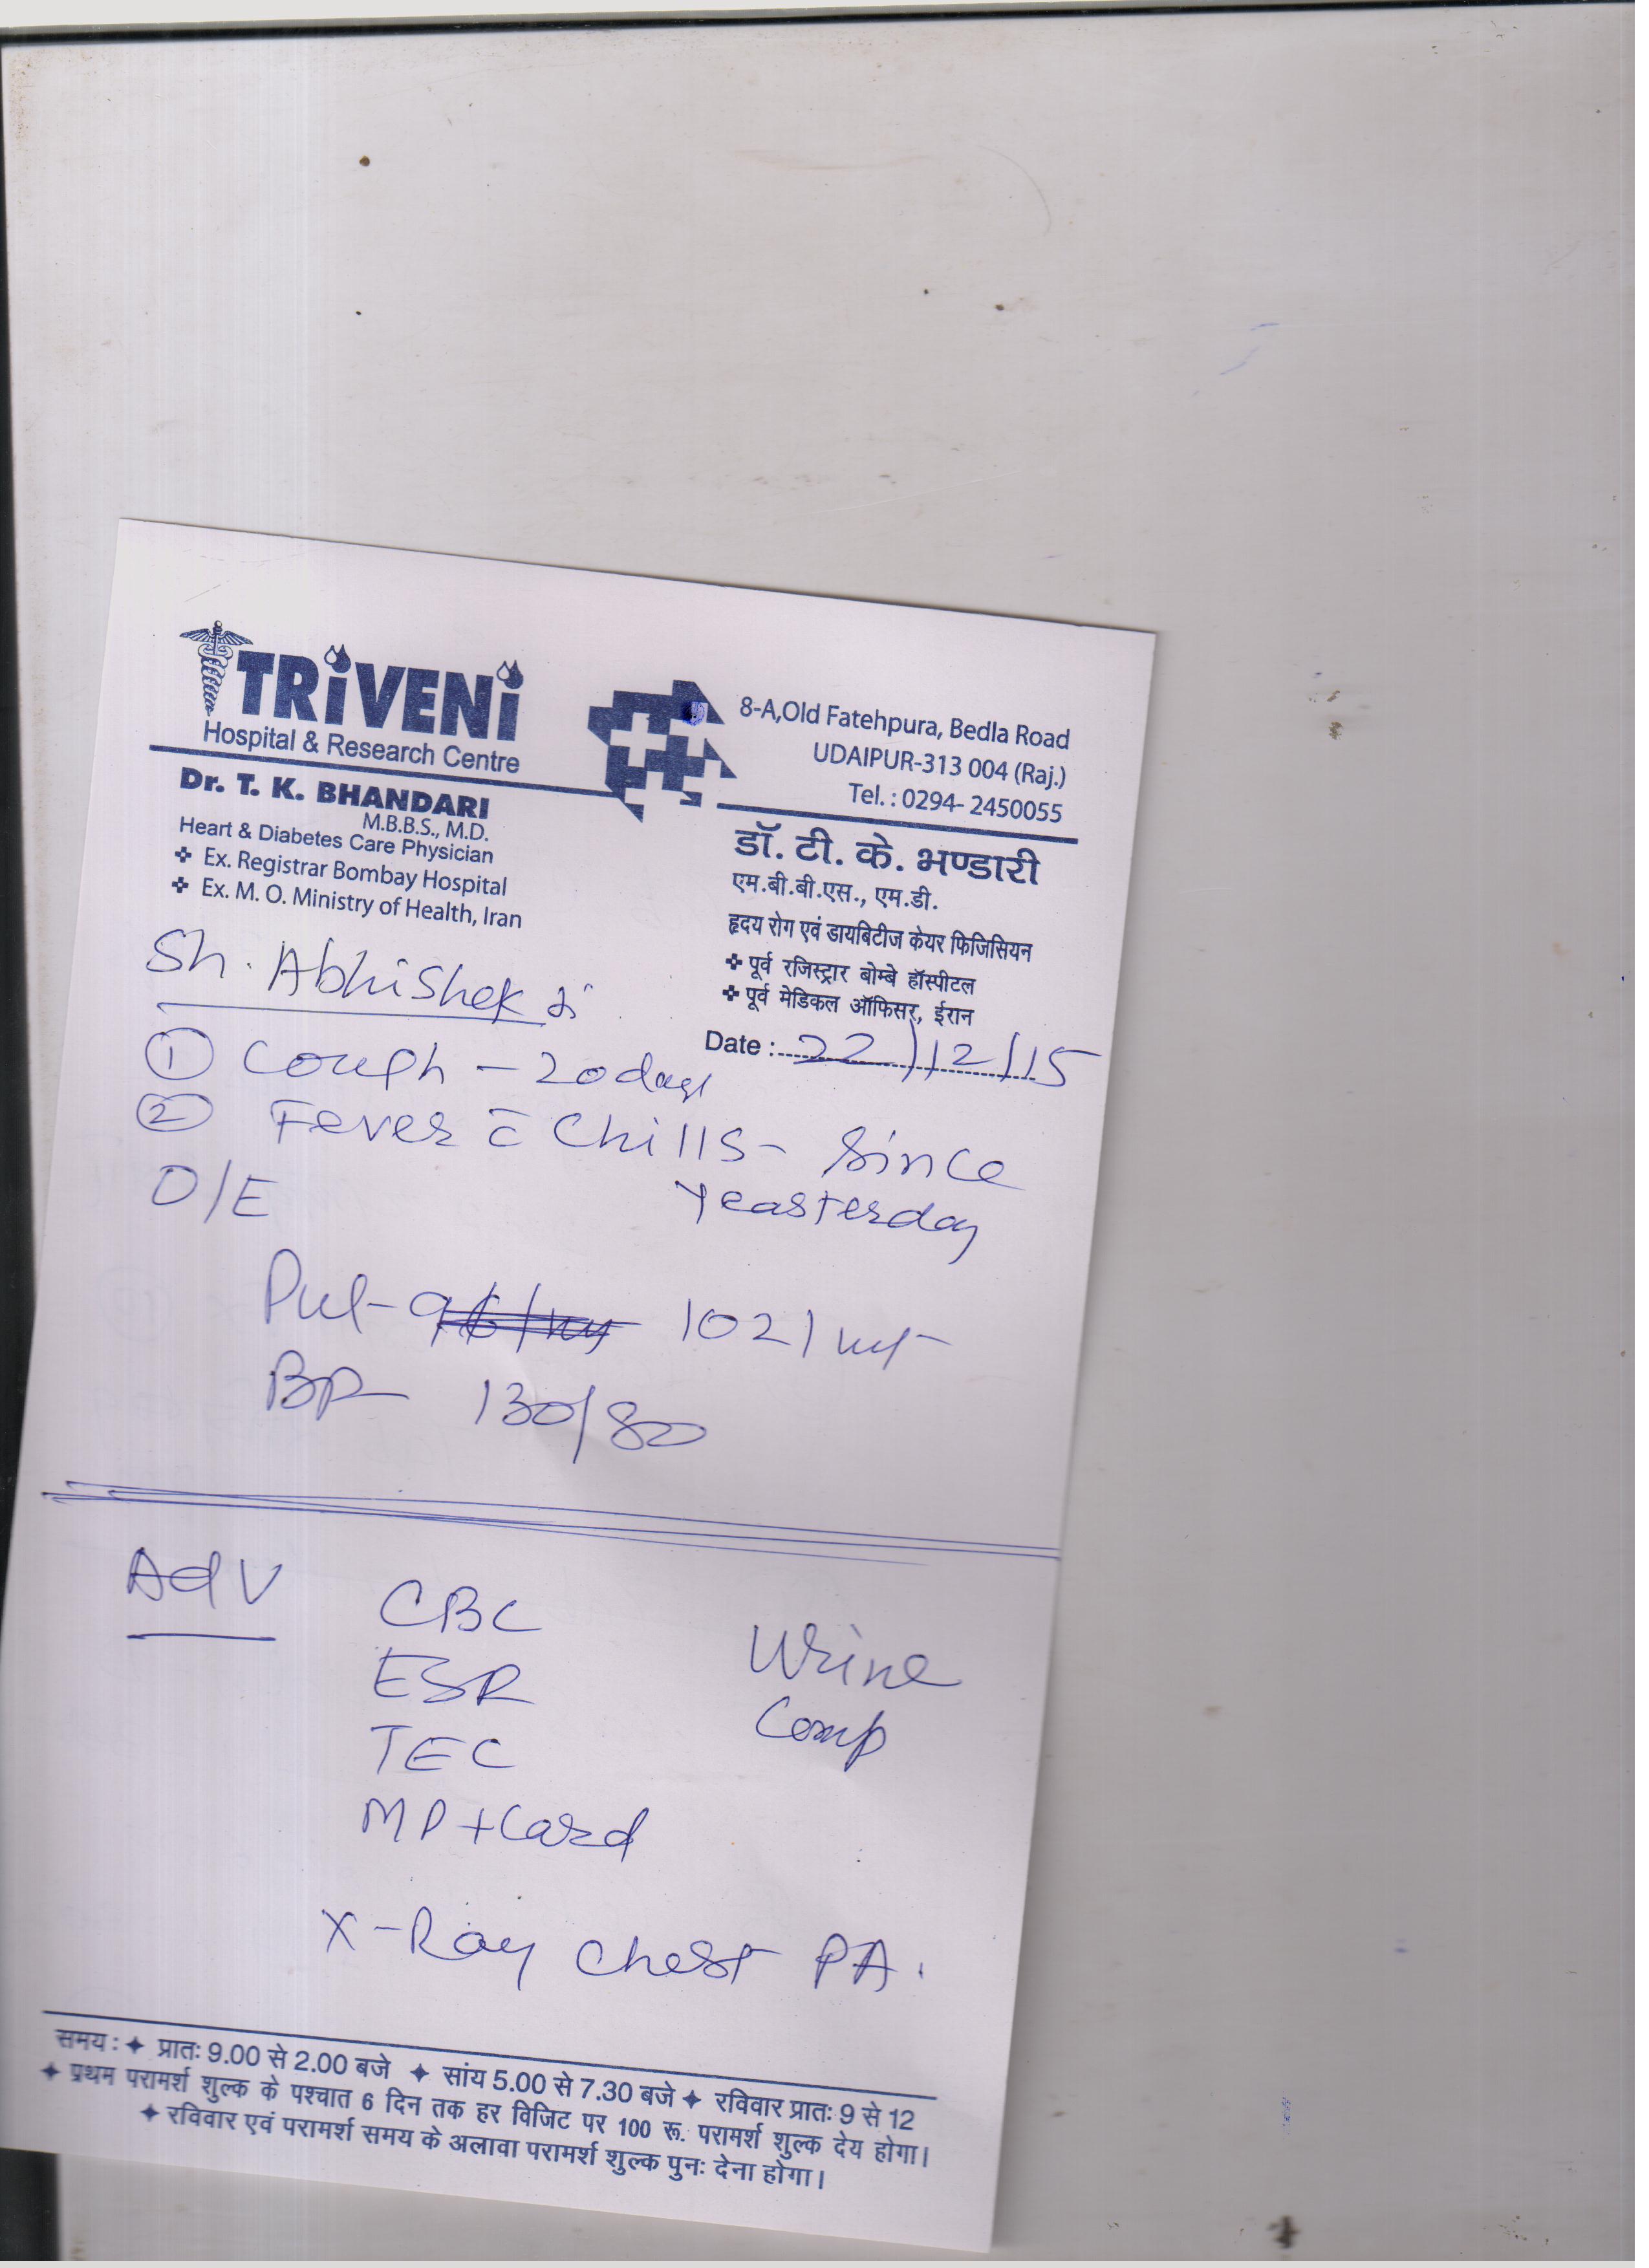 TRiVENi
Hospital & Research Centre
8-A,Old Fatehpura, Bedla Road
UDAIPUR-313 004 (Raj.)
Tel. : 0294- 2450055
Dr. T. K. BHANDARI
M.B.B.S., M.D.
Heart & Diabetes Care Physician
Ex. Registrar Bombay Hospital
Ex. M. O. Ministry of Health, Iran
डॉ. टी. के. भण्डारी
एम.बी.बी.एस., एम.डी.
हृदय रोग एवं डायबिटीज केयर फिजिसियन
पूर्व रजिस्ट्रार बोम्बे हॉस्पीटल
पूर्व मेडिकल ऑफिसर, ईरान
Date : 22/12/15
Sh. Abhishek
① Cough - 20 days
② Fever c̄ Chills - Since
Yeasterday
O/E
Pul- 102/mt
BP 130/80
Adv
CBC
ESR
TEC
MP+Card
Urine
Comp
X-Ray Chest PA.
समय : प्रातः 9.00 से 2.00 बजे सांय 5.00 से 7.30 बजे रविवार प्रातः 9 से 12
प्रथम परामर्श शुल्क के पश्चात 6 दिन तक हर विजिट पर 100 रू. परामर्श शुल्क देय होगा।
रविवार एवं परामर्श समय के अलावा परामर्श शुल्क पुनः देना होगा।